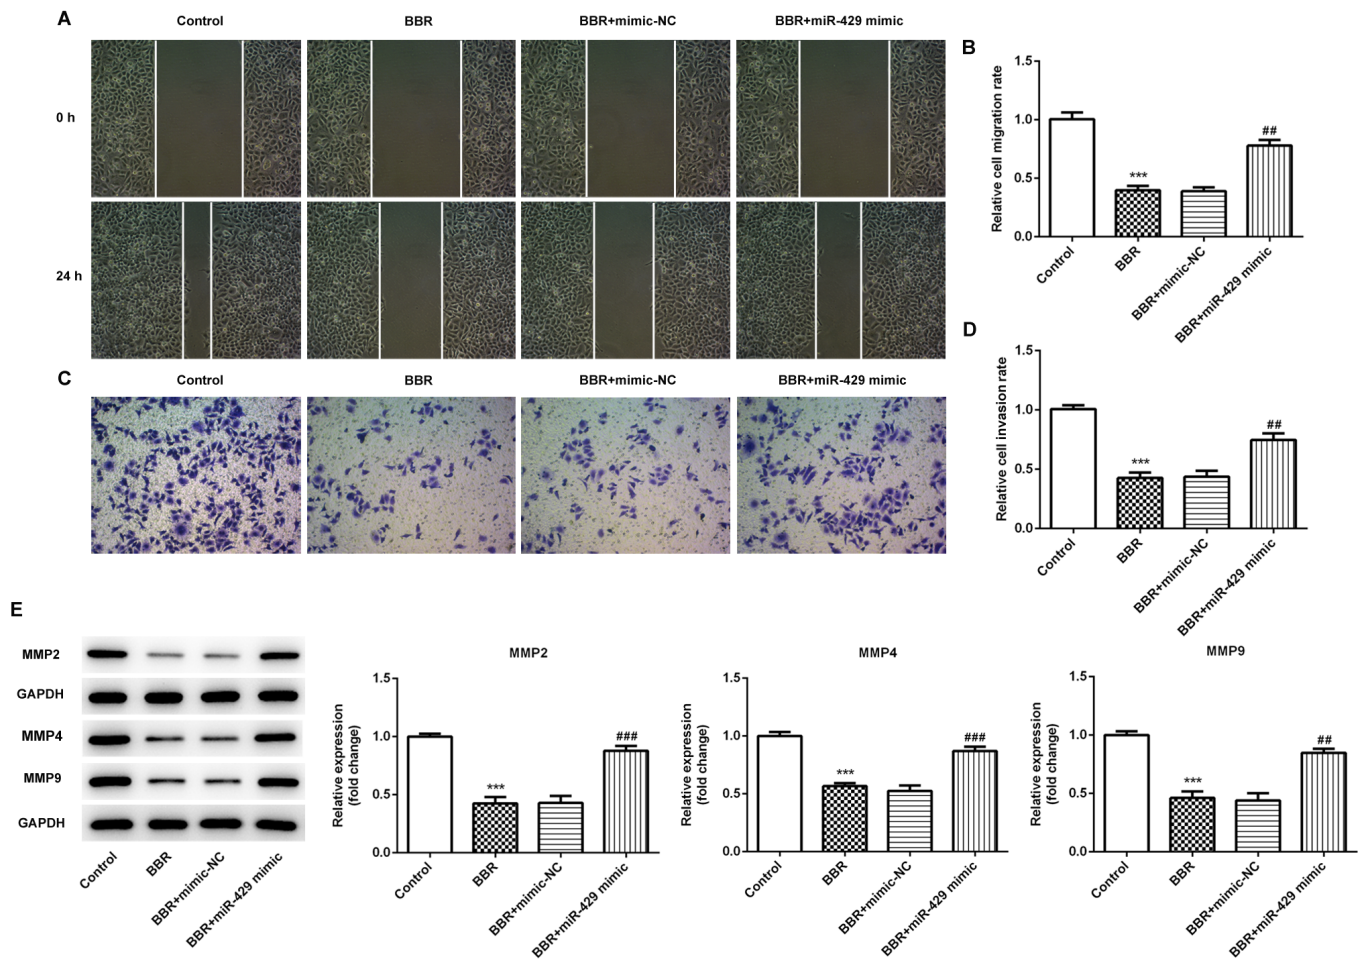 A
Control
BBR
BBR+mimic-NC
BBR+miR-429 mimic
0 h
24 h
B
Relative cell migration rate
1.5
1.0
0.5
0.0
***
##
Control
BBR
BBR+mimic-NC
BBR+miR-429 mimic
C
Control
BBR
BBR+mimic-NC
BBR+miR-429 mimic
D
Relative cell invasion rate
1.5
1.0
0.5
0.0
***
##
Control
BBR
BBR+mimic-NC
BBR+miR-429 mimic
E
MMP2
GAPDH
MMP4
MMP9
GAPDH
Control
BBR
BBR+mimic-NC
BBR+miR-429 mimic
MMP2
Relative expression
(fold change)
1.5
1.0
0.5
0.0
***
###
Control
BBR
BBR+mimic-NC
BBR+miR-429 mimic
MMP4
Relative expression
(fold change)
1.5
1.0
0.5
0.0
***
###
Control
BBR
BBR+mimic-NC
BBR+miR-429 mimic
MMP9
Relative expression
(fold change)
1.5
1.0
0.5
0.0
***
##
Control
BBR
BBR+mimic-NC
BBR+miR-429 mimic